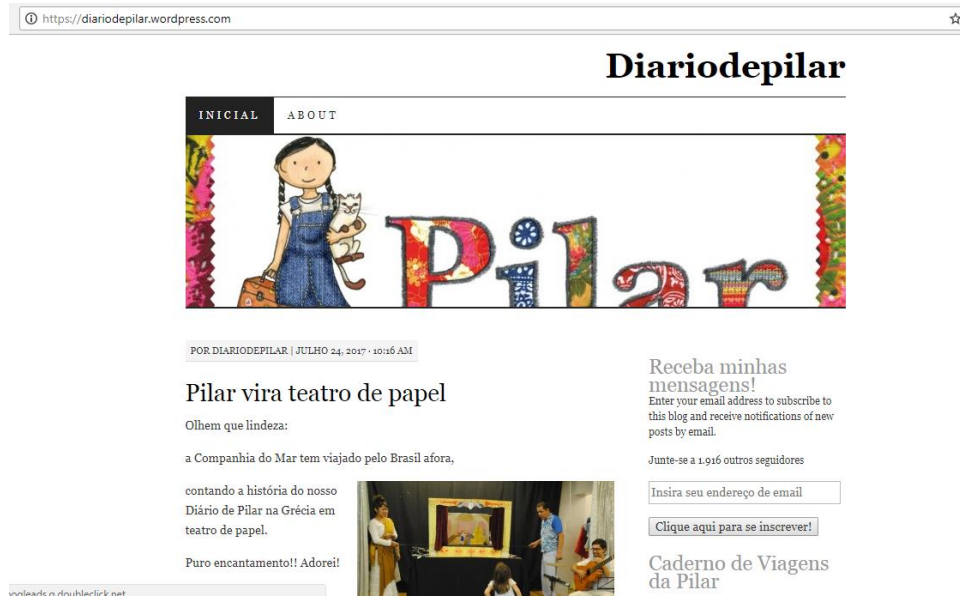 https://diariodepilar.wordpress.com
Diariodepilar
INICIAL ABOUT
Pilar
POR DIARIODEPILAR | JULHO 24, 2017 · 10:16 AM
Pilar vira teatro de papel
Olhem que lindeza:
a Companhia do Mar tem viajado pelo Brasil afora,
contando a história do nosso
Diário de Pilar na Grécia em
teatro de papel.
Puro encantamento!! Adorei!
Receba minhas
mensagens!
Enter your email address to subscribe to
this blog and receive notifications of new
posts by email.
Junte-se a 1.916 outros seguidores
Insira seu endereço de email
Clique aqui para se inscrever!
Caderno de Viagens
da Pilar